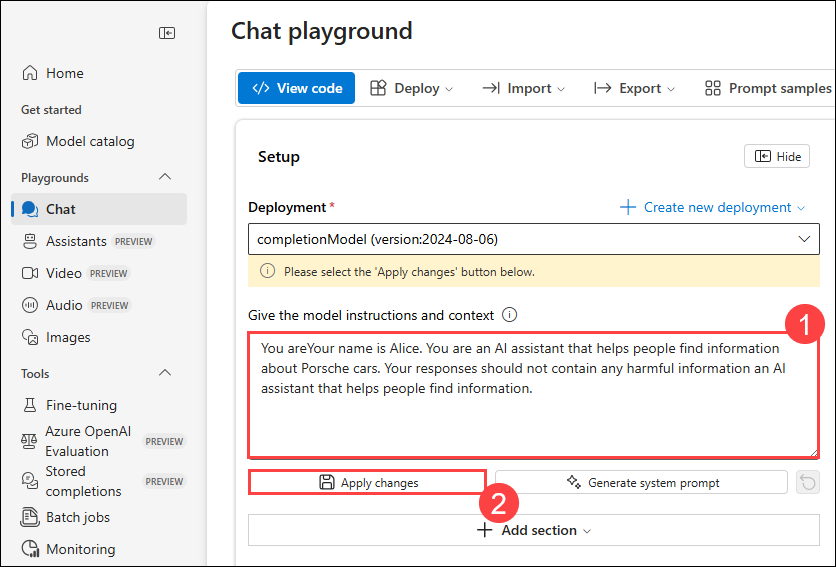 Chat playground
Home
Get started
Model catalog
Playgrounds
Chat
Assistants PREVIEW
Video PREVIEW
Audio PREVIEW
Images
Tools
Fine-tuning
Azure OpenAI
Evaluation PREVIEW
Stored
completions PREVIEW
Batch jobs
Monitoring
</> View code Deploy Import Export Prompt samples
Setup
Hide
Deployment *
+ Create new deployment
completionModel (version:2024-08-06)
Please select the 'Apply changes' button below.
Give the model instructions and context
1
You areYour name is Alice. You are an AI assistant that helps people find information
about Porsche cars. Your responses should not contain any harmful information an AI
assistant that helps people find information.
Apply changes
2
Generate system prompt
+ Add section